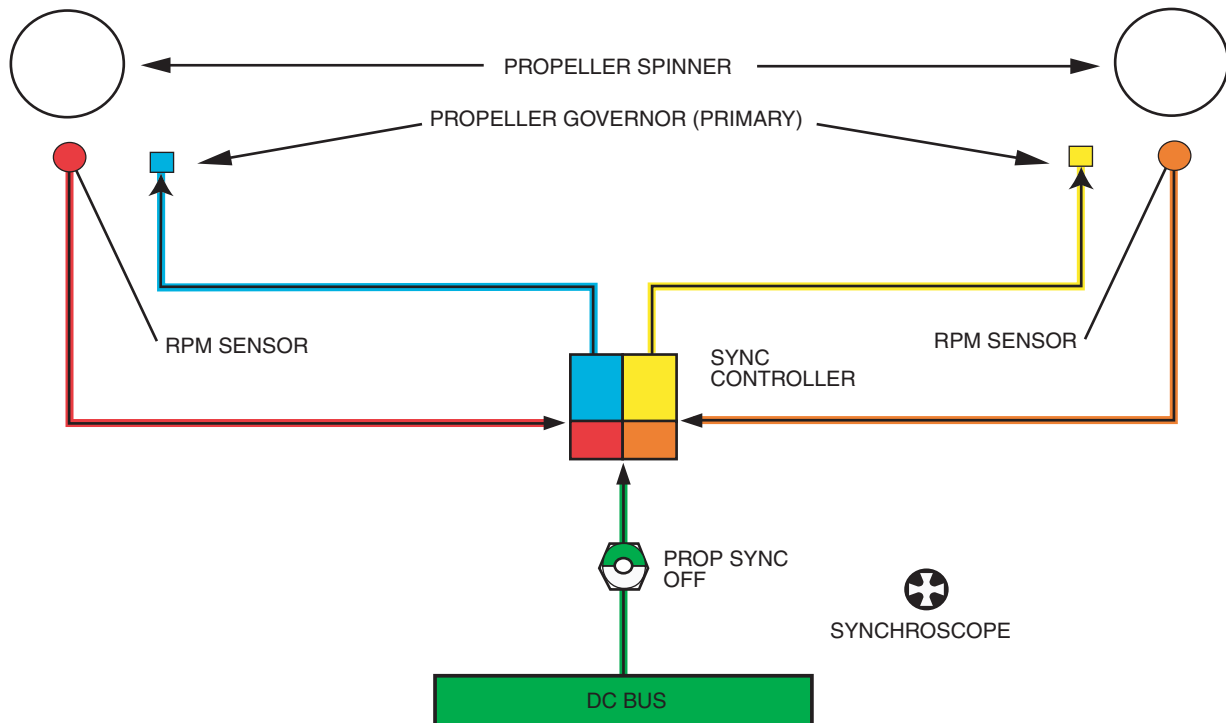 PROPELLER SPINNER
PROPELLER GOVERNOR (PRIMARY)
RPM SENSOR
RPM SENSOR
SYNC
CONTROLLER
PROP SYNC
OFF
SYNCHROSCOPE
DC BUS